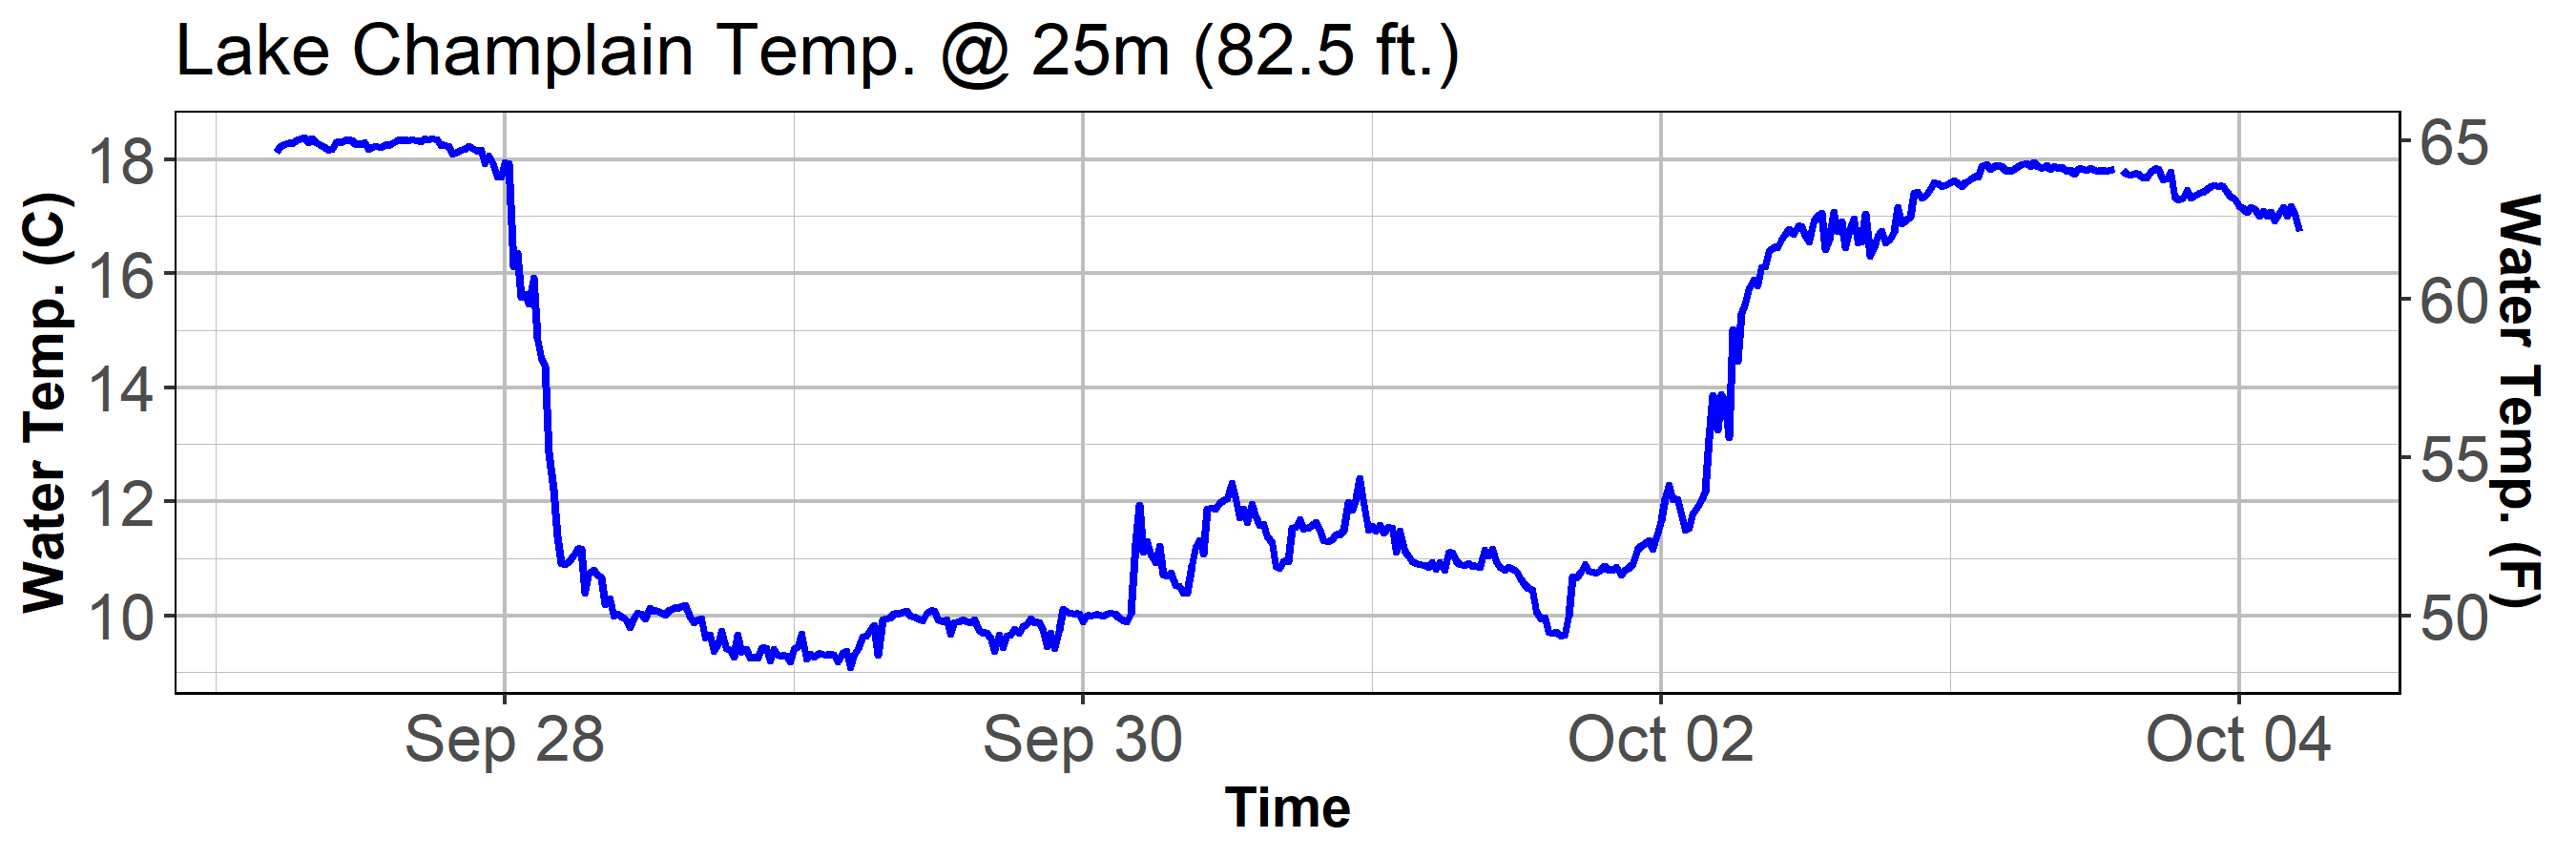 Lake Champlain Temp. @ 25m (82.5 ft.)
Water Temp. (C)
18
16
14
12
10
65
60
55
50
Water Temp. (F)
Sep 28 Sep 30 Oct 02 Oct 04
Time